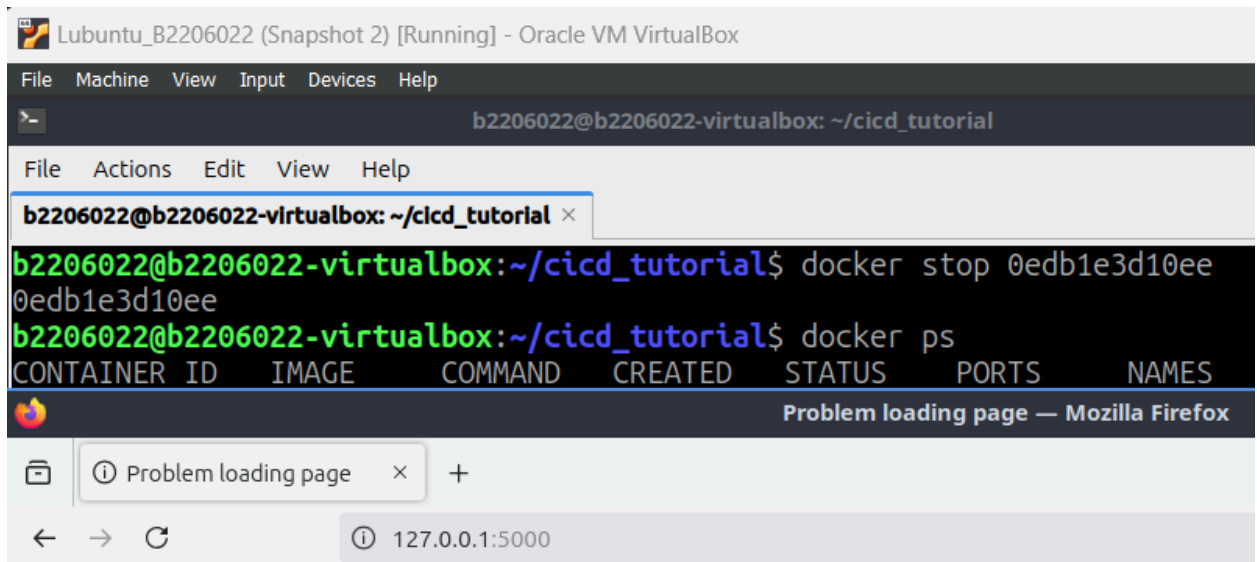 Lubuntu_B2206022 (Snapshot 2) [Running] - Oracle VM VirtualBox
File Machine View Input Devices Help
b2206022@b2206022-virtualbox: ~/cicd_tutorial
File Actions Edit View Help
b2206022@b2206022-virtualbox: ~/cicd_tutorial ×
b2206022@b2206022-virtualbox:~/cicd_tutorial$ docker stop 0edb1e3d10ee
0edb1e3d10ee
b2206022@b2206022-virtualbox:~/cicd_tutorial$ docker ps
CONTAINER ID IMAGE COMMAND CREATED STATUS PORTS NAMES
Problem loading page — Mozilla Firefox
Problem loading page × +
127.0.0.1:5000